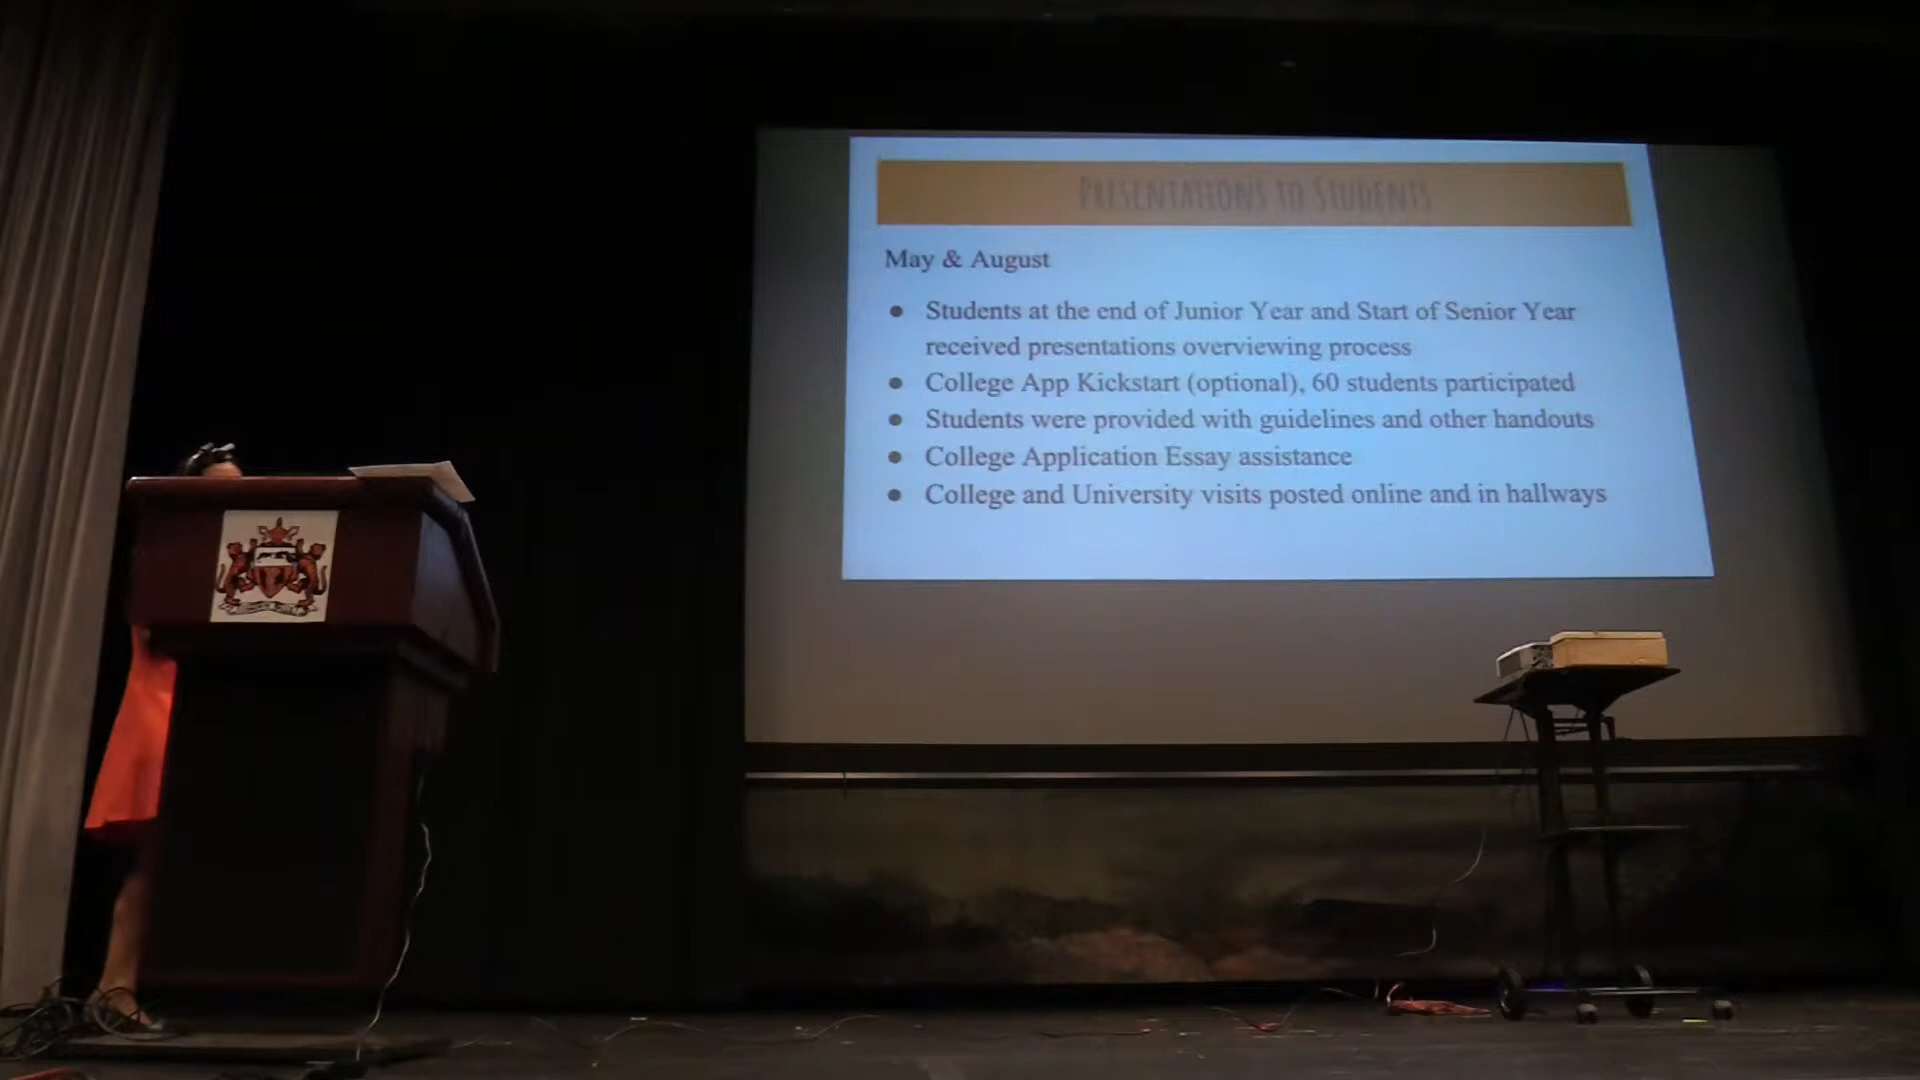 PRESENTATIONS TO STUDENTS
May & August
● Students at the end of Junior Year and Start of Senior Year
received presentations overviewing process
● College App Kickstart (optional), 60 students participated
● Students were provided with guidelines and other handouts
● College Application Essay assistance
● College and University visits posted online and in hallways